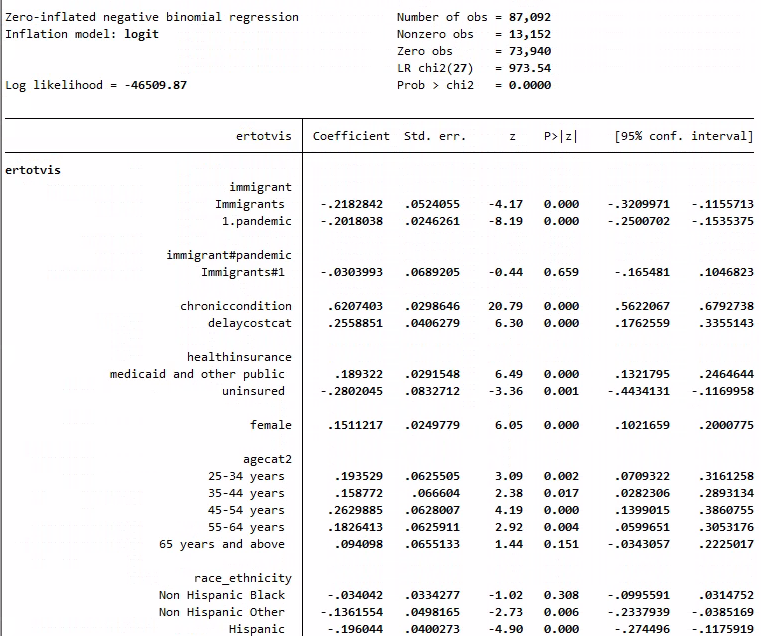 Zero-inflated negative binomial regression Number of obs = 87,092
Inflation model: logit Nonzero obs = 13,152
Zero obs = 73,940
LR chi2(27) = 973.54
Log likelihood = -46509.87 Prob > chi2 = 0.0000
ertotvis Coefficient Std. err. z P>|z| [95% conf. interval]
ertotvis
immigrant
Immigrants -.2182842 .0524055 -4.17 0.000 -.3209971 -.1155713
1.pandemic -.2018038 .0246261 -8.19 0.000 -.2500702 -.1535375
immigrant#pandemic
Immigrants#1 -.0303993 .0689205 -0.44 0.659 -.165481 .1046823
chroniccondition .6207403 .0298646 20.79 0.000 .5622067 .6792738
delaycostcat .2558851 .0406279 6.30 0.000 .1762559 .3355143
healthinsurance
medicaid and other public .189322 .0291548 6.49 0.000 .1321795 .2464644
uninsured -.2802045 .0832712 -3.36 0.001 -.4434131 -.1169958
female .1511217 .0249779 6.05 0.000 .1021659 .2000775
agecat2
25-34 years .193529 .0625505 3.09 0.002 .0709322 .3161258
35-44 years .158772 .066604 2.38 0.017 .0282306 .2893134
45-54 years .2629885 .0628007 4.19 0.000 .1399015 .3860755
55-64 years .1826413 .0625911 2.92 0.004 .0599651 .3053176
65 years and above .094098 .0655133 1.44 0.151 -.0343057 .2225017
race_ethnicity
Non Hispanic Black -.034042 .0334277 -1.02 0.308 -.0995591 .0314752
Non Hispanic Other -.1361554 .0498165 -2.73 0.006 -.2337939 -.0385169
Hispanic -.196044 .0400273 -4.90 0.000 -.274496 -.1175919